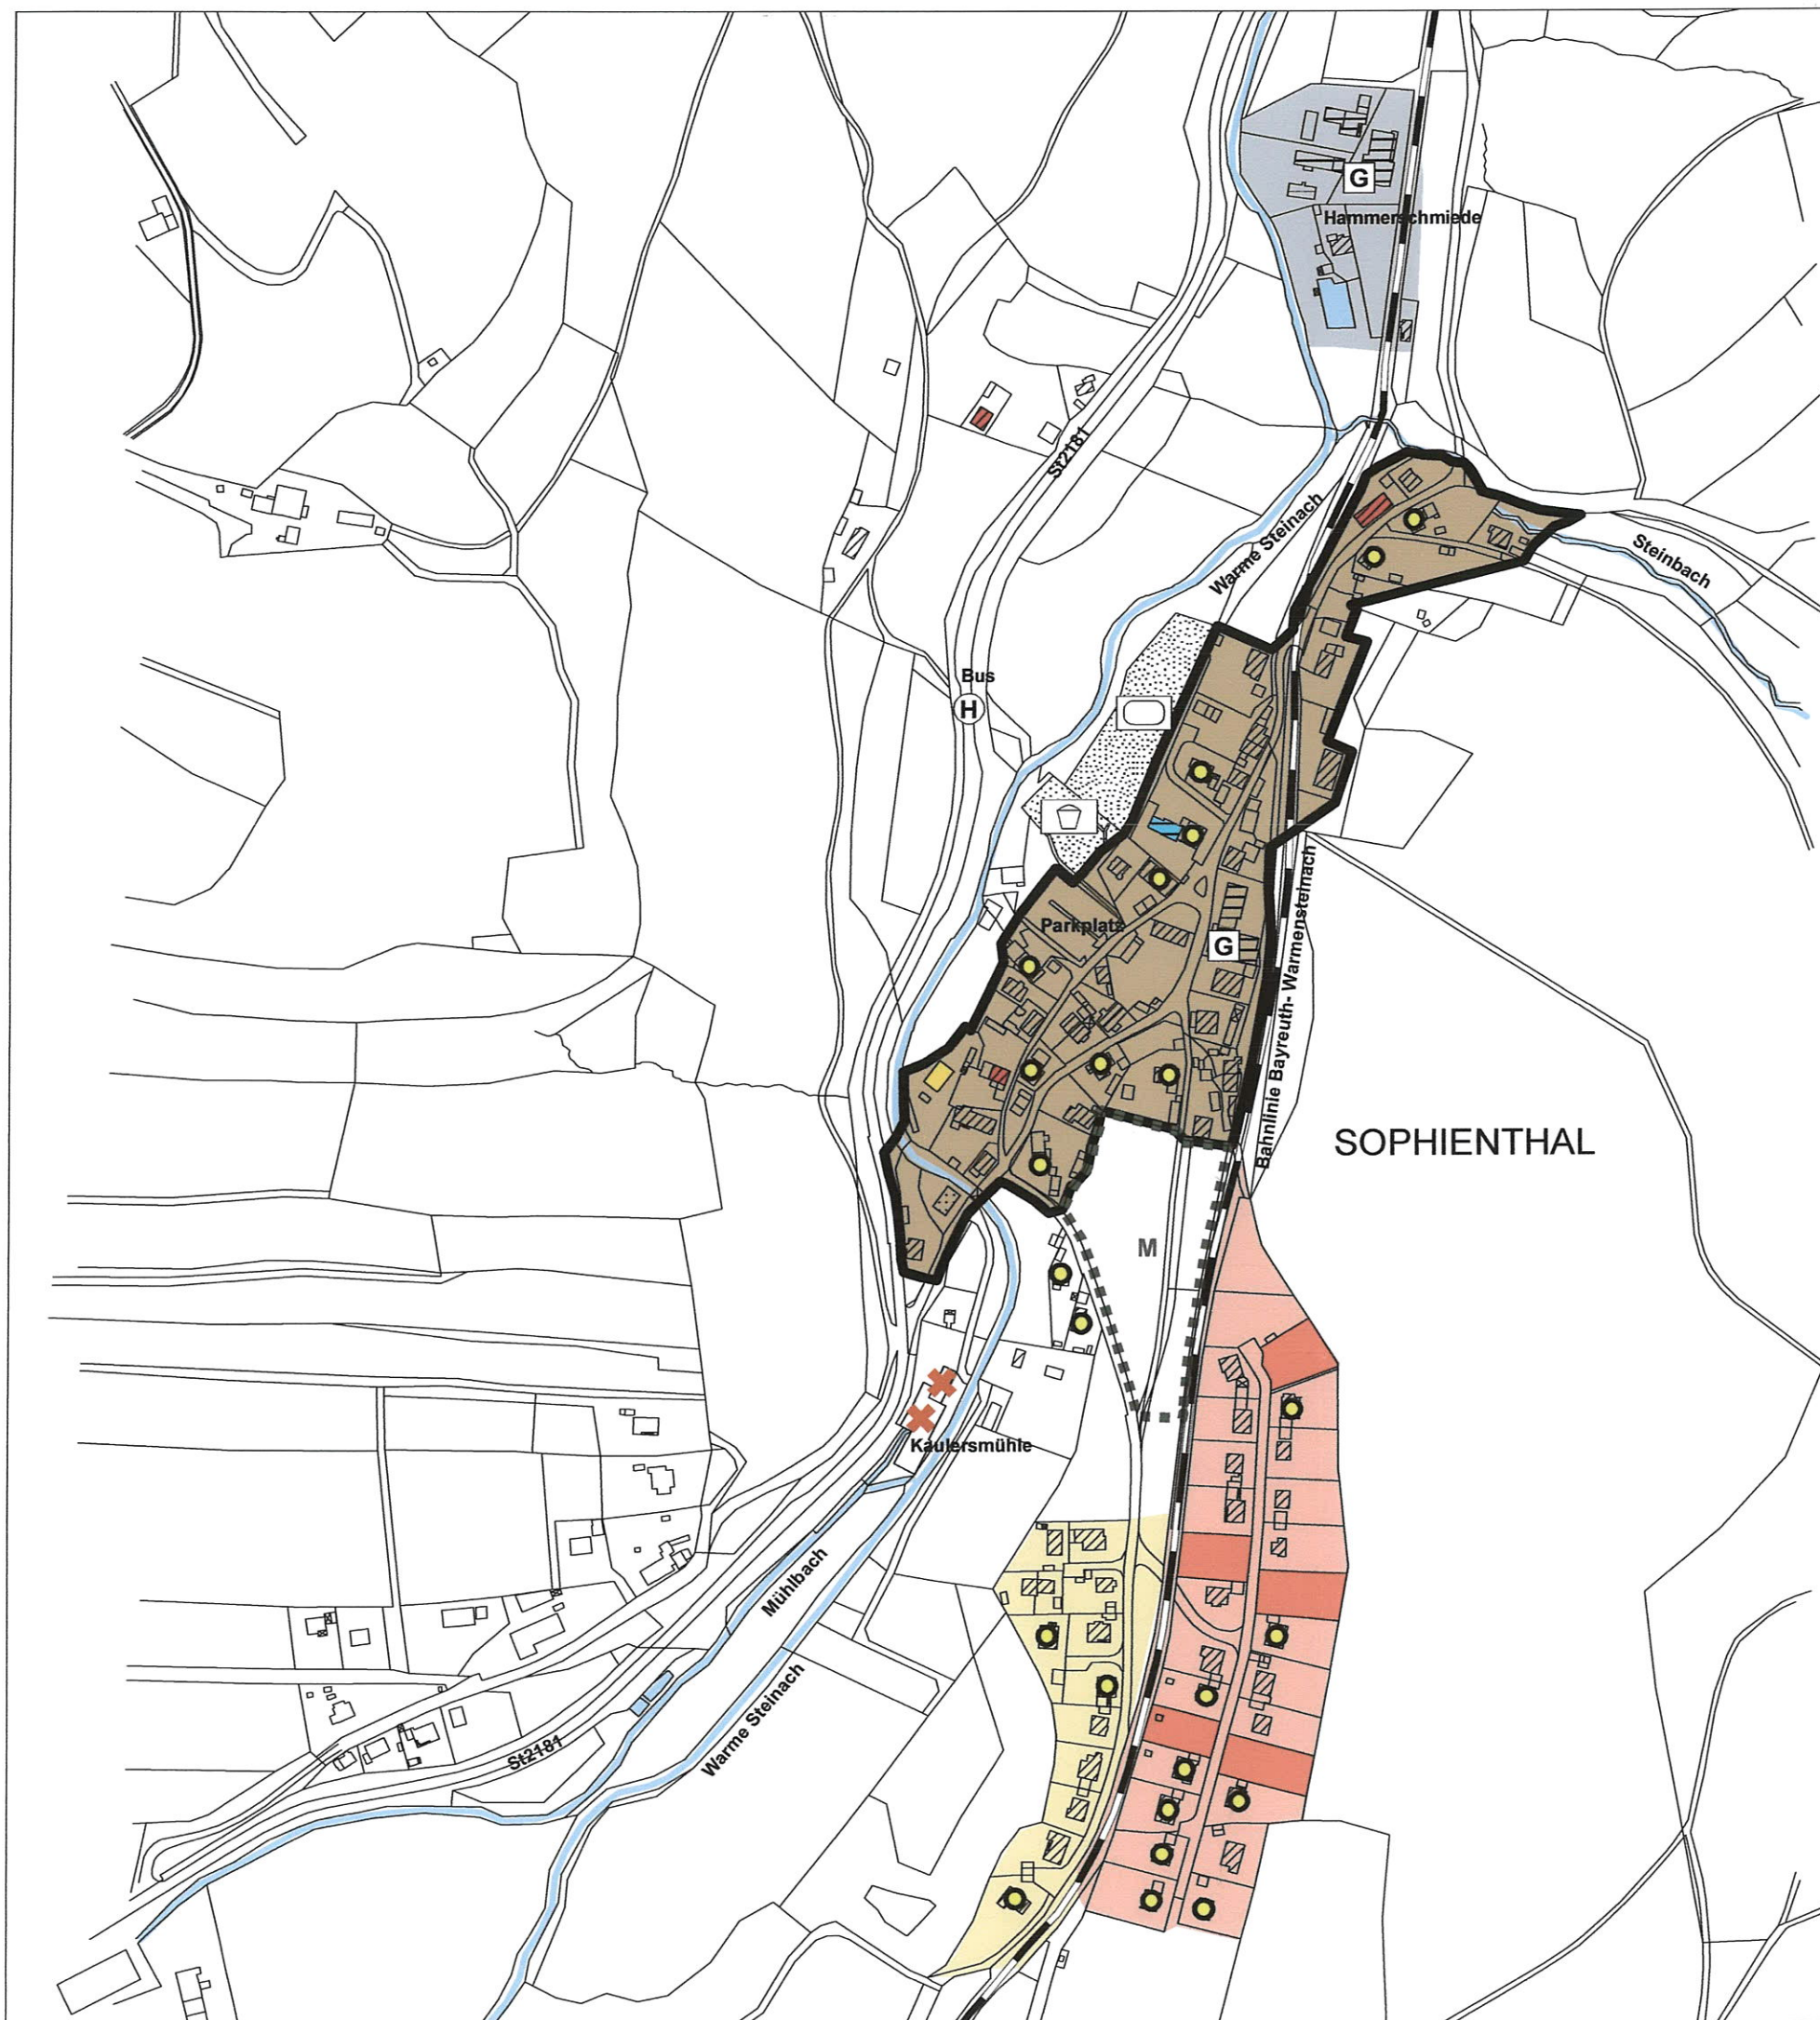 G
Hammerschmiede
St2181
Warme Steinach
Steinbach
Bus
H
Parkplatz
G
Bahnlinie Bayreuth- Warmensteinach
SOPHIENTHAL
M
Kaulersmühle
Mühlbach
Warme Steinach
St2181